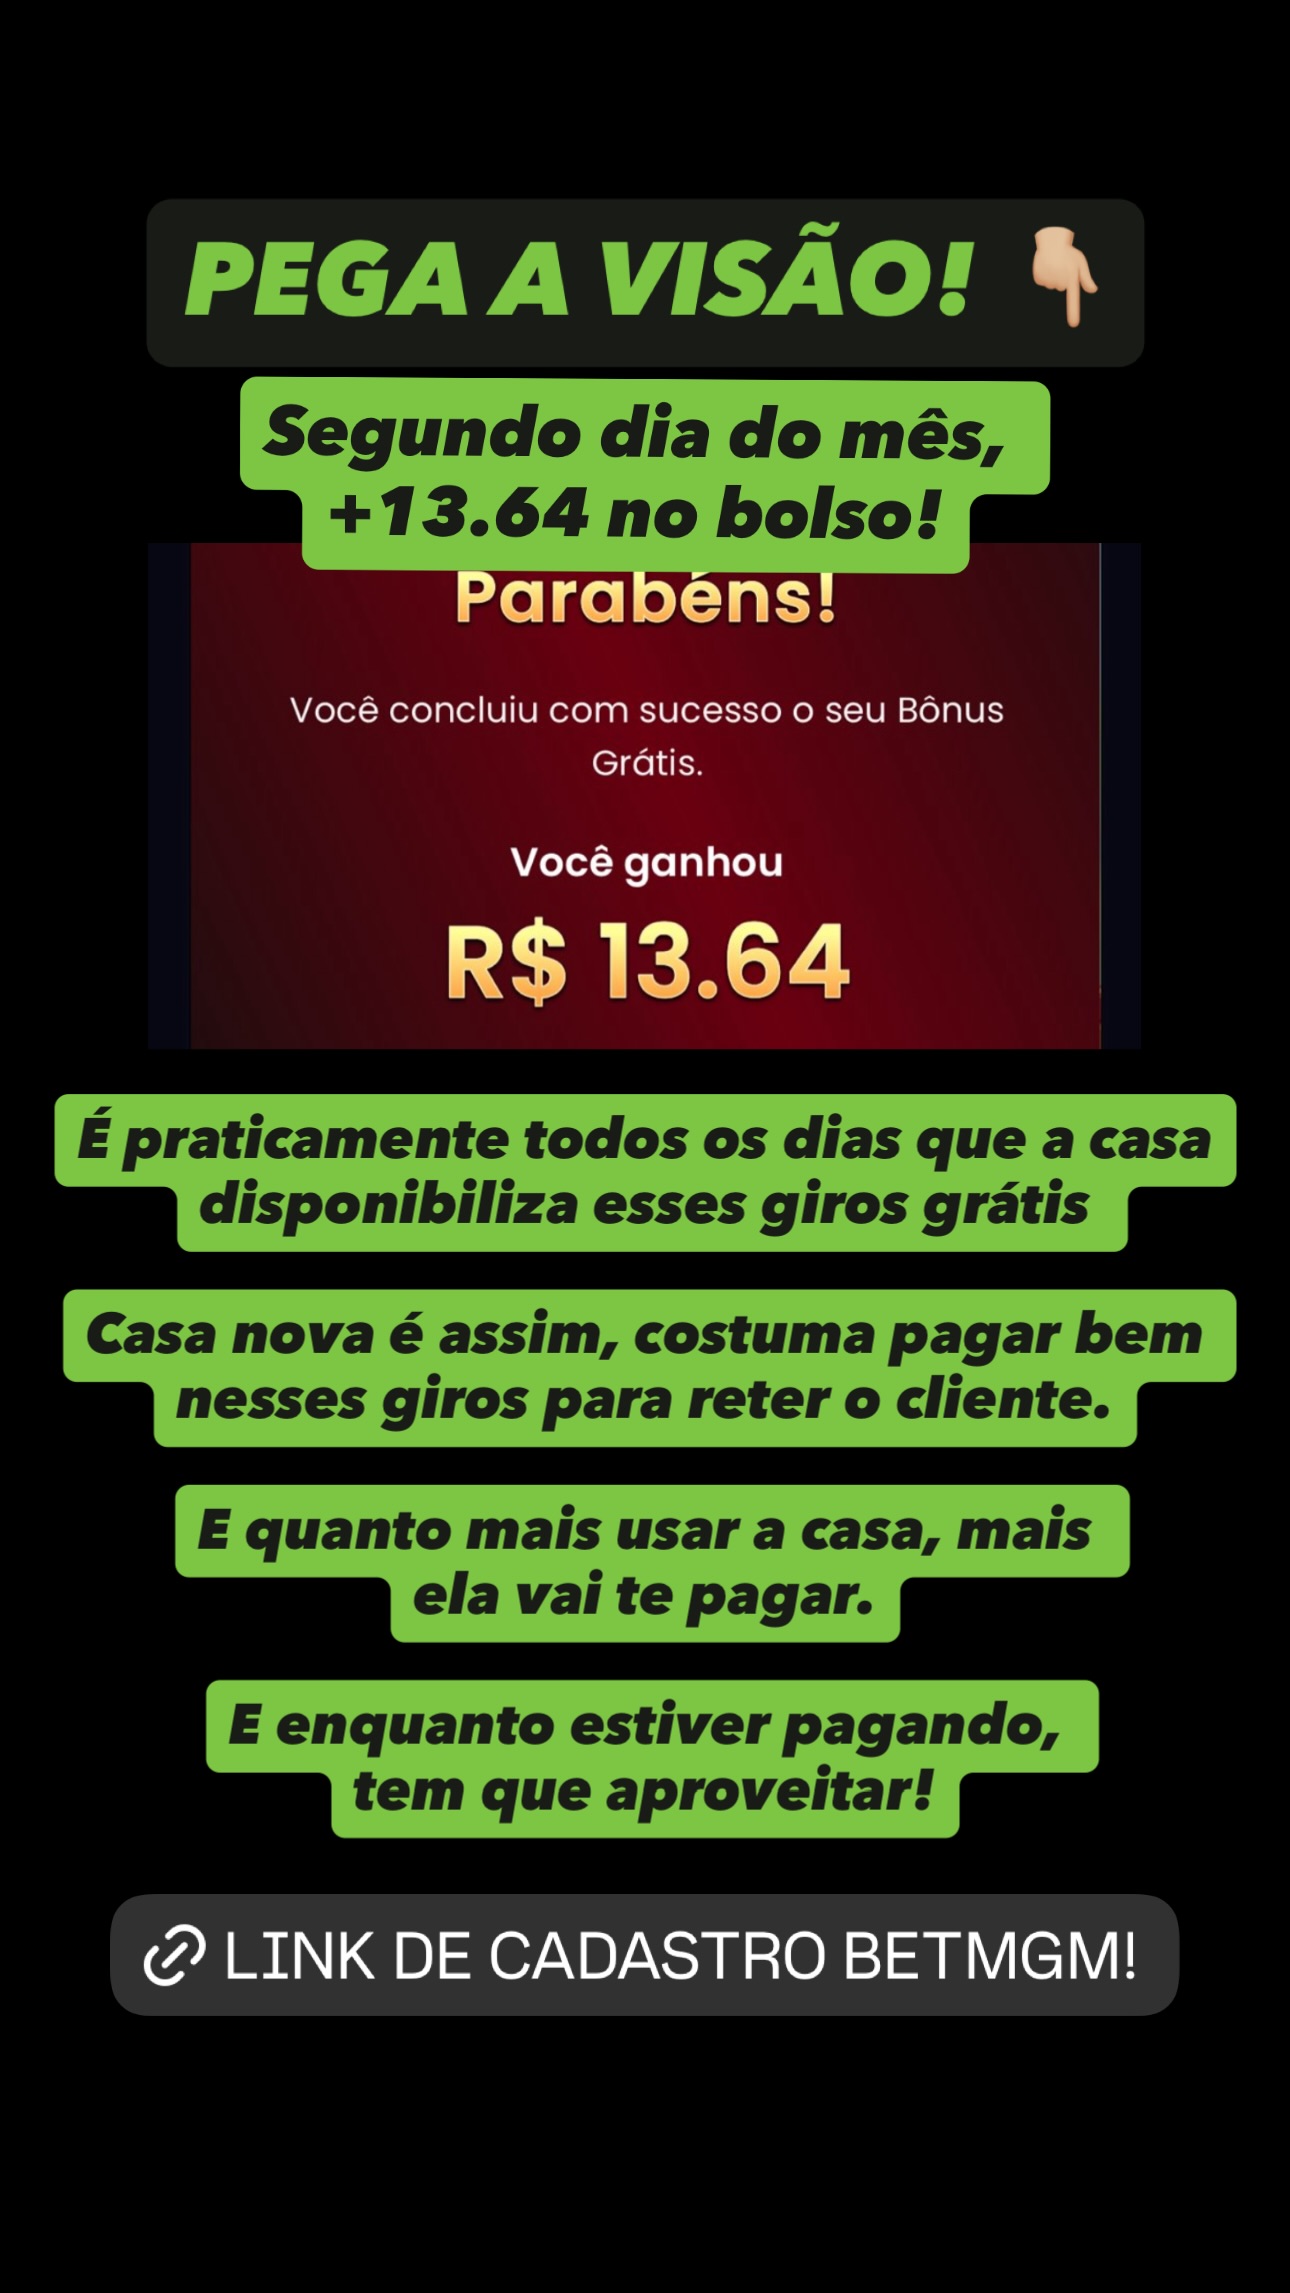 PEGA A VISÃO! 👇🏼
Segundo dia do mês,
+13.64 no bolso!
Parabéns!
Você concluiu com sucesso o seu Bônus
Grátis.
Você ganhou
R$ 13.64
É praticamente todos os dias que a casa
disponibiliza esses giros grátis
Casa nova é assim, costuma pagar bem
nesses giros para reter o cliente.
E quanto mais usar a casa, mais
ela vai te pagar.
E enquanto estiver pagando,
tem que aproveitar!
LINK DE CADASTRO BETMGM!